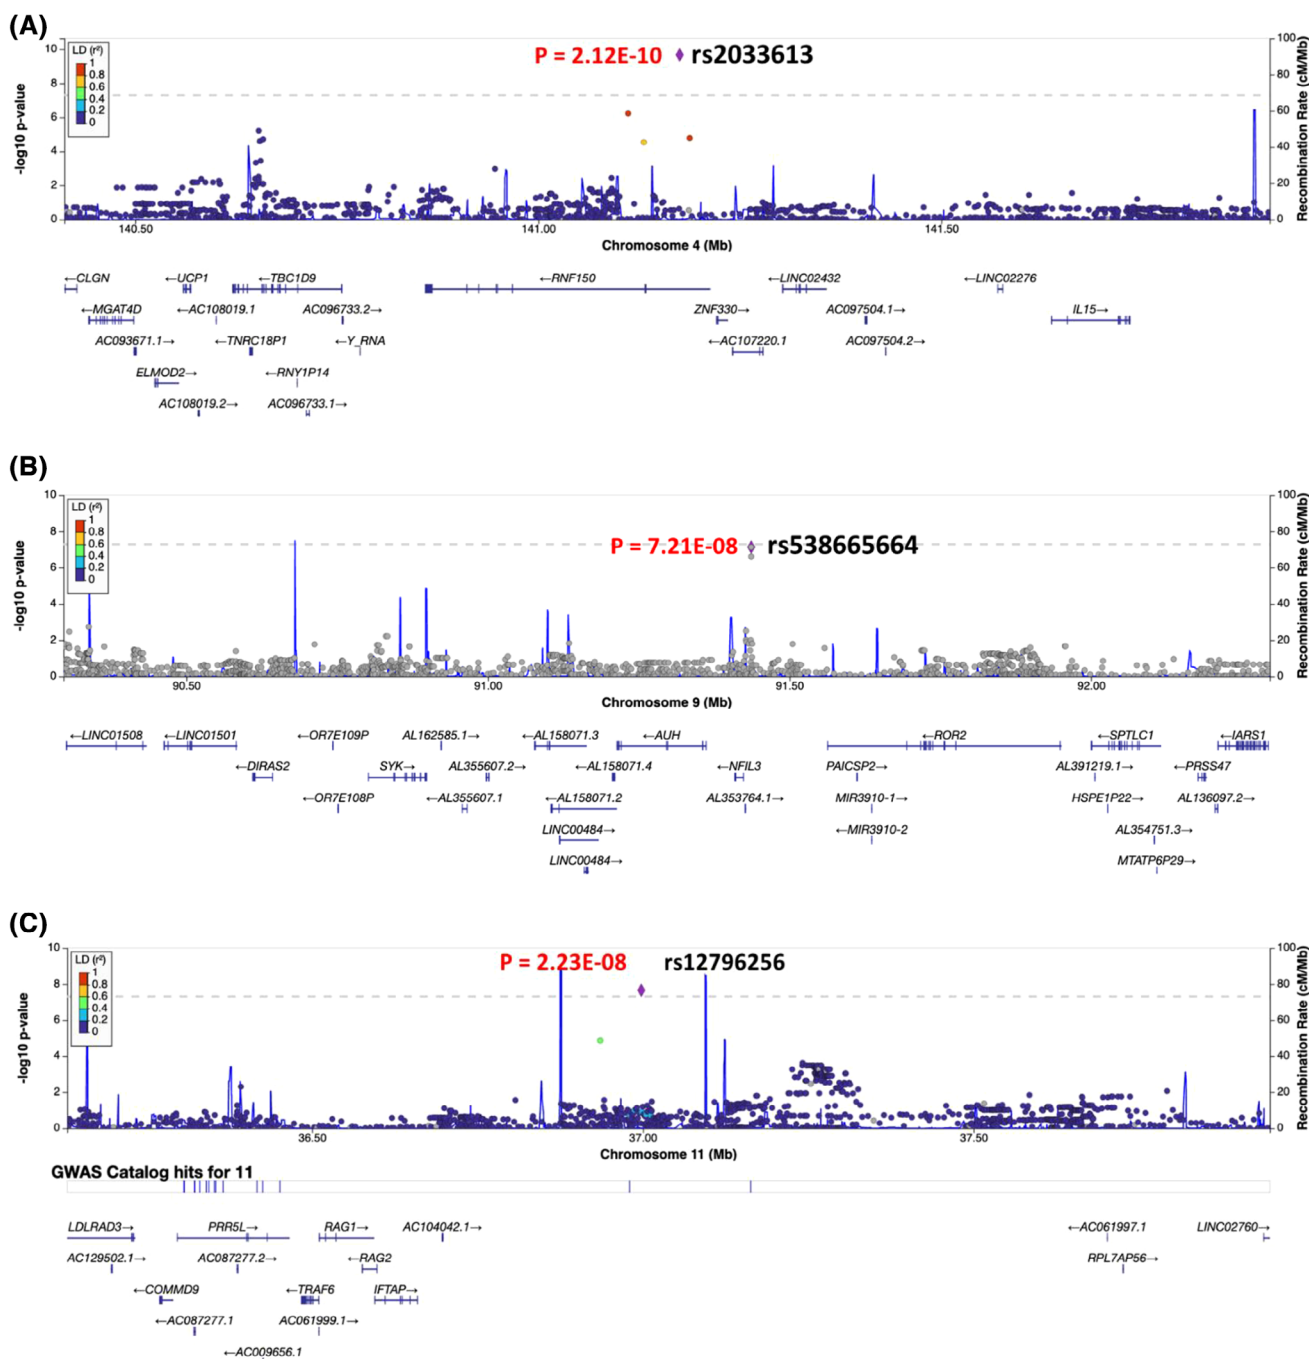 (A)
LD (r²)
1
0.8
0.6
0.4
0.2
0
P = 2.12E-10 rs2033613
10
8
6
4
2
0
-log10 p-value
100
80
60
40
20
0
Recombination Rate (cM/Mb)
140.50 141.00 141.50
Chromosome 4 (Mb)
←CLGN ←UCP1 ←TBC1D9 ←RNF150 ←LINC02432 ←LINC02276
←MGAT4D ←AC108019.1 AC096733.2→ ZNF330→ AC097504.1→ IL15→
AC093671.1→ ←TNRC18P1 ←Y_RNA ←AC107220.1 AC097504.2→
ELMOD2→ ←RNY1P14
AC108019.2→ AC096733.1→
(B)
LD (r²)
1
0.8
0.6
0.4
0.2
0
P = 7.21E-08 rs538665664
10
8
6
4
2
0
-log10 p-value
100
80
60
40
20
0
Recombination Rate (cM/Mb)
90.50 91.00 91.50 92.00
Chromosome 9 (Mb)
←LINC01508 ←LINC01501 ←OR7E109P AL162585.1→ ←AL158071.3 ←AUH ←ROR2 ←SPTLC1 ←IARS1
←DIRAS2 SYK→ AL355607.2→ ←AL158071.4 ←NFIL3 PAICSP2→ AL391219.1→ ←PRSS47
←OR7E108P ←AL355607.1 ←AL158071.2 AL353764.1→ MIR3910-1→ HSPE1P22→ AL136097.2→
LINC00484→ ←MIR3910-2 AL354751.3→
LINC00484→ MTATP6P29→
(C)
LD (r²)
1
0.8
0.6
0.4
0.2
0
P = 2.23E-08 rs12796256
10
8
6
4
2
0
-log10 p-value
100
80
60
40
20
0
Recombination Rate (cM/Mb)
36.50 37.00 37.50
Chromosome 11 (Mb)
GWAS Catalog hits for 11
LDLRAD3→ PRR5L→ RAG1→ AC104042.1→ ←AC061997.1 LINC02760→
AC129502.1→ AC087277.2→ ←RAG2 RPL7AP56→
←COMMD9 ←TRAF6 IFTAP→
←AC087277.1 AC061999.1→
←AC009656.1